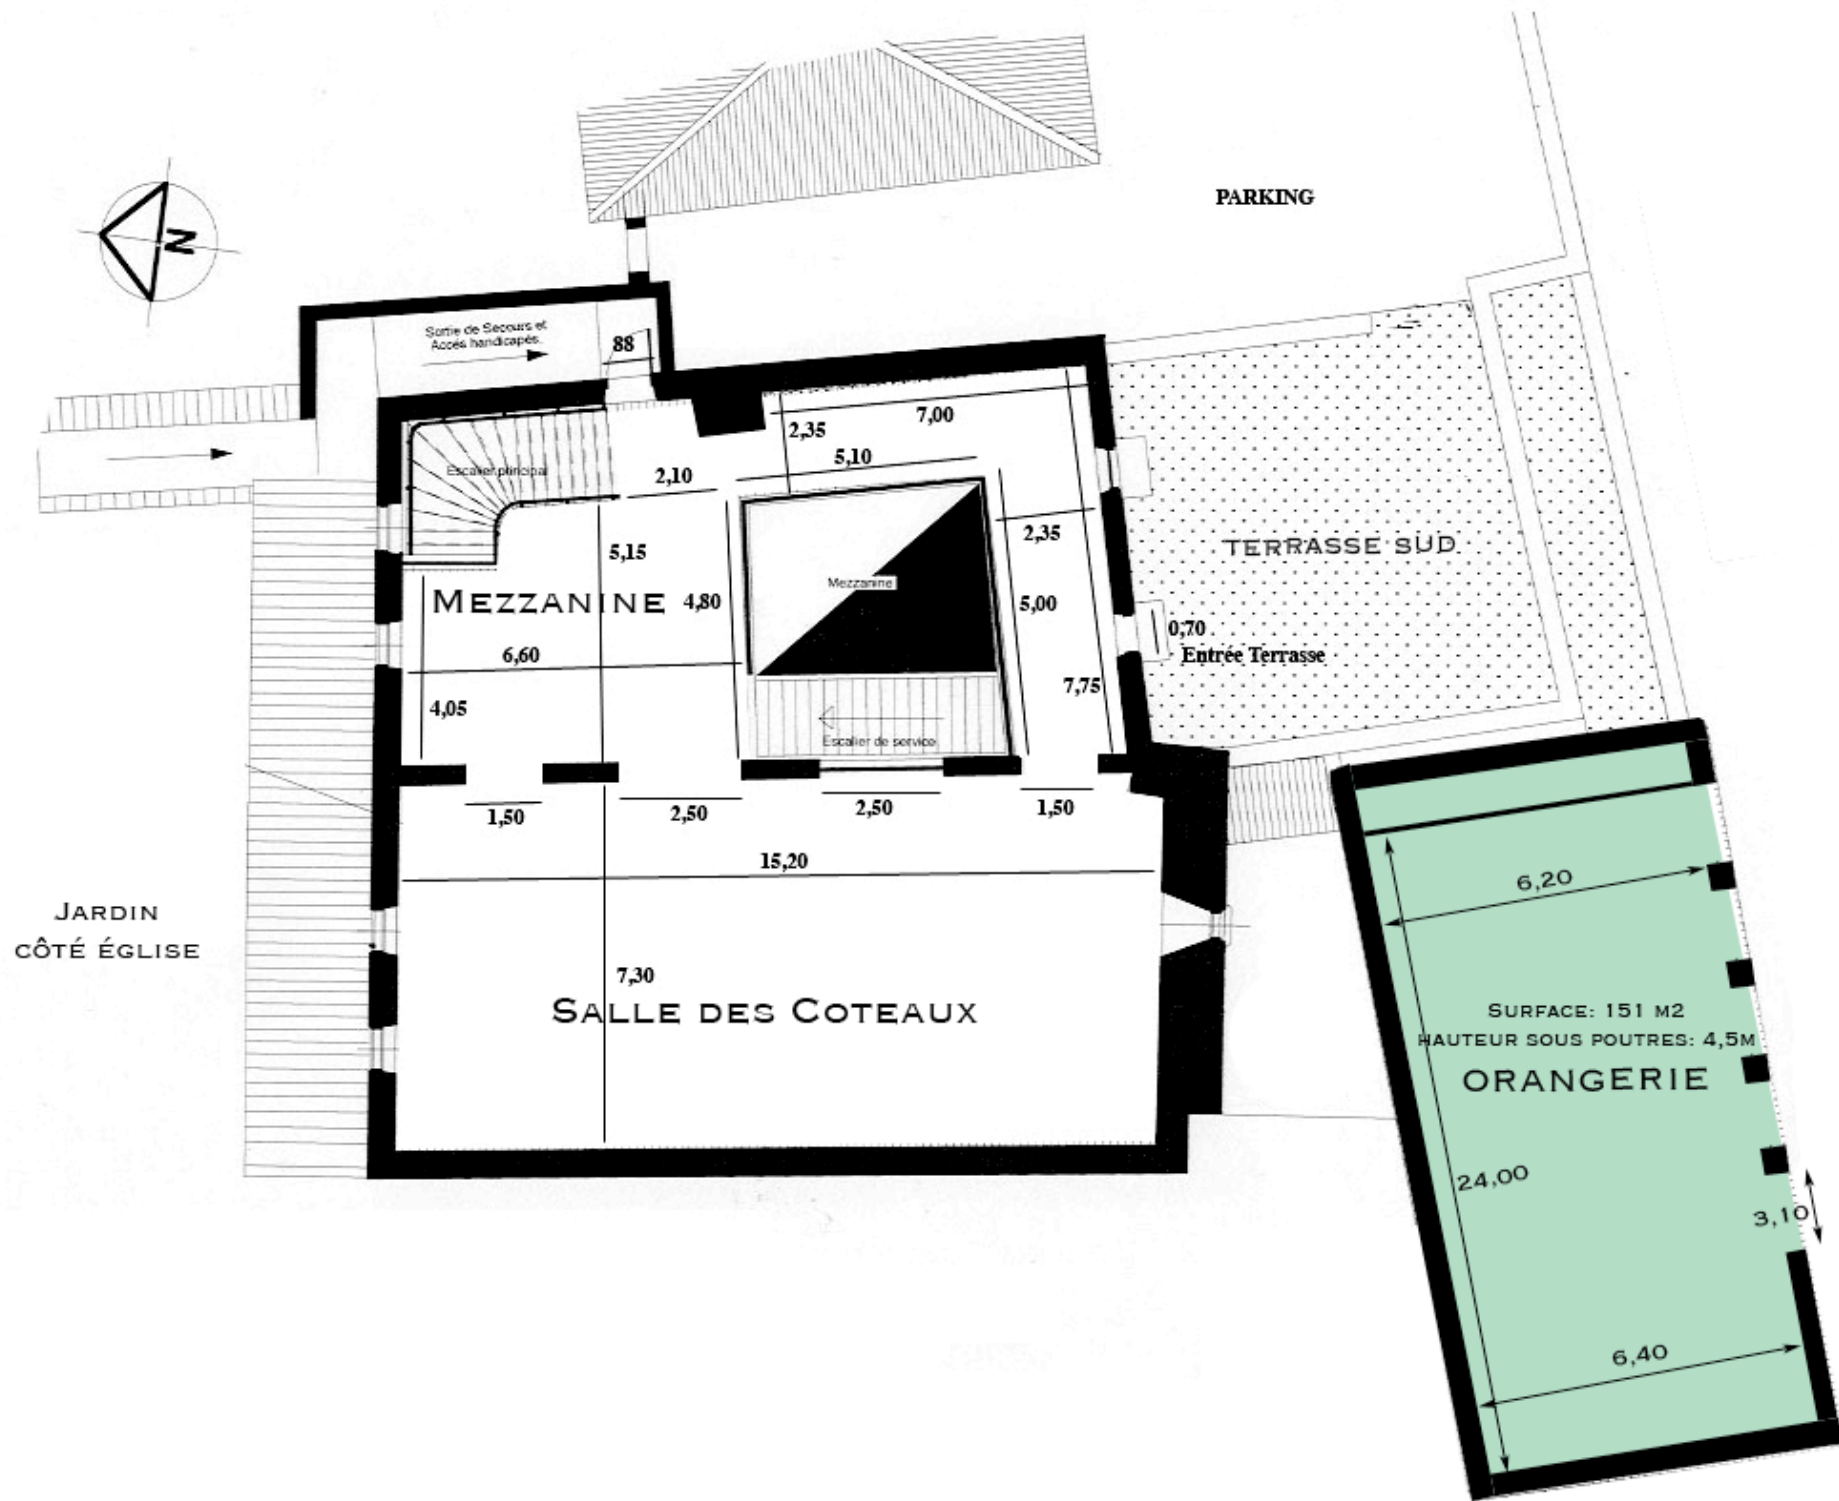 PARKING
N
Sortie de Secours et
Accés handicapés.
88
7,00
2,35
5,10
Escalier principal
2,10
2,35
5,15
TERRASSE SUD
Mezzanine
MEZZANINE
4,80
5,00
0,70
Entrée Terrasse
6,60
7,75
4,05
Escalier de service
1,50
2,50
2,50
1,50
15,20
6,20
JARDIN
CÔTÉ ÉGLISE
7,30
SALLE DES COTEAUX
SURFACE: 151 M2
HAUTEUR SOUS POUTRES: 4,5M
ORANGERIE
24,00
3,10
6,40